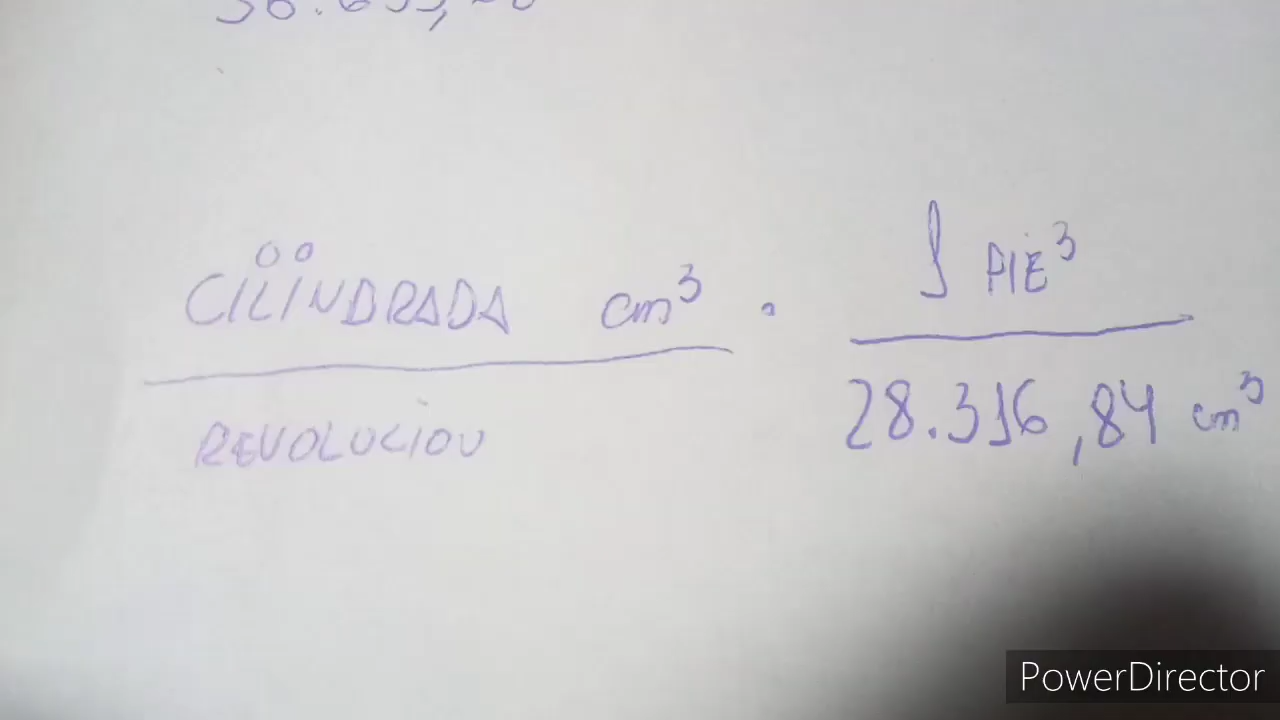 CILINDRADA cm³ · 1 PIE³
REVOLUCION 28.316,84 cm³
PowerDirector